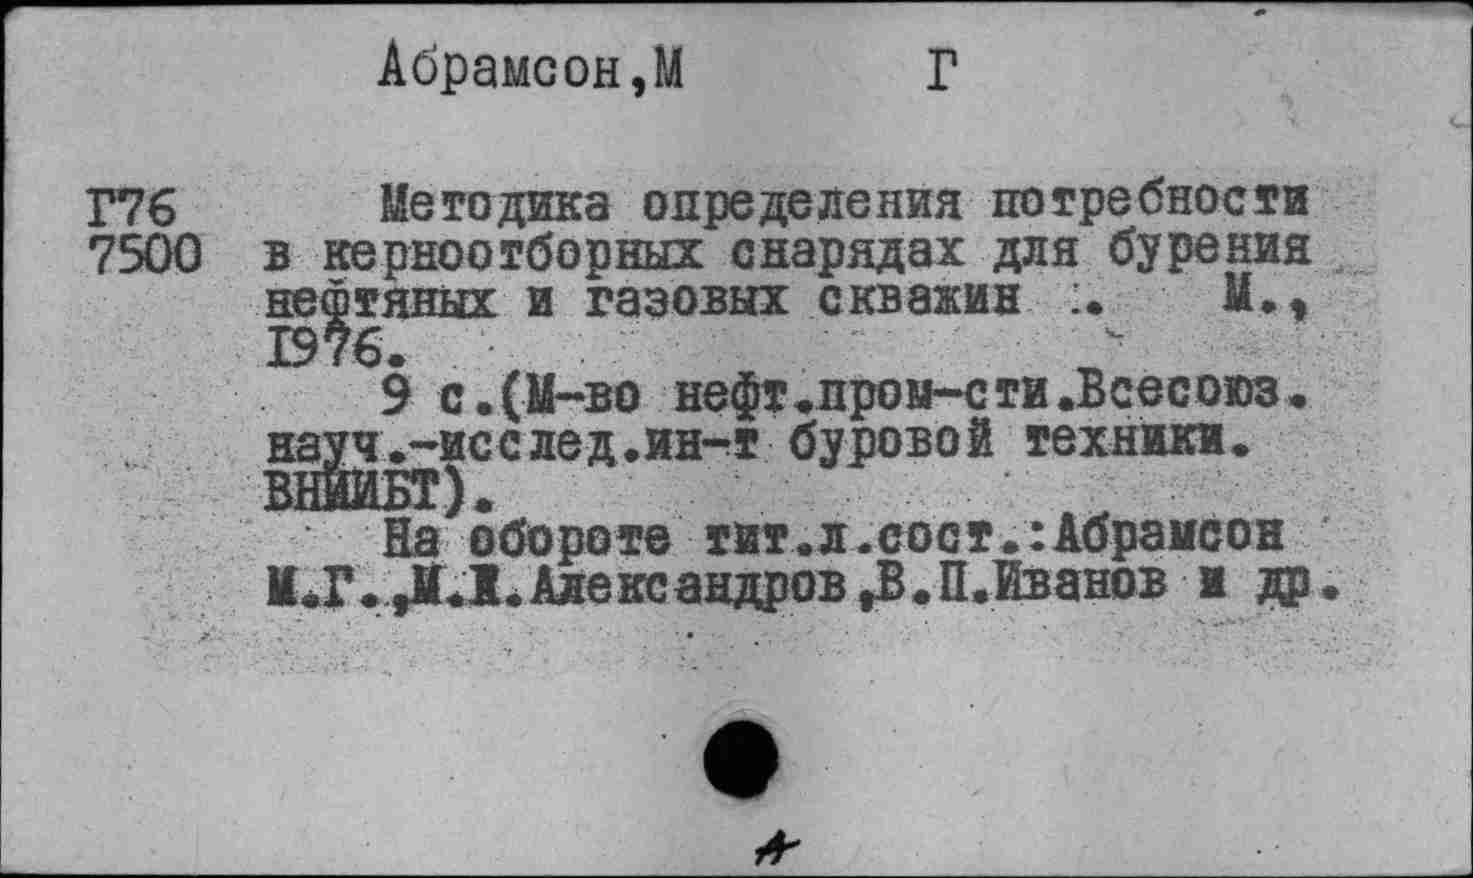 Абрамсон,М Г
Г76 Методика определения потребности
7500 в керноотборных снарядах для бурения
нефтяных и газовых скважин :. М.,
1976.
9 с.(М-во нефт.пром-сти.Всесоюз.
науч.-исслед.ин-т буровой техники.
ВНИИБТ).
На обороте тит.л.сост.:Абрамсон
М.Г.,М. Александров,В.П.Иванов и др.